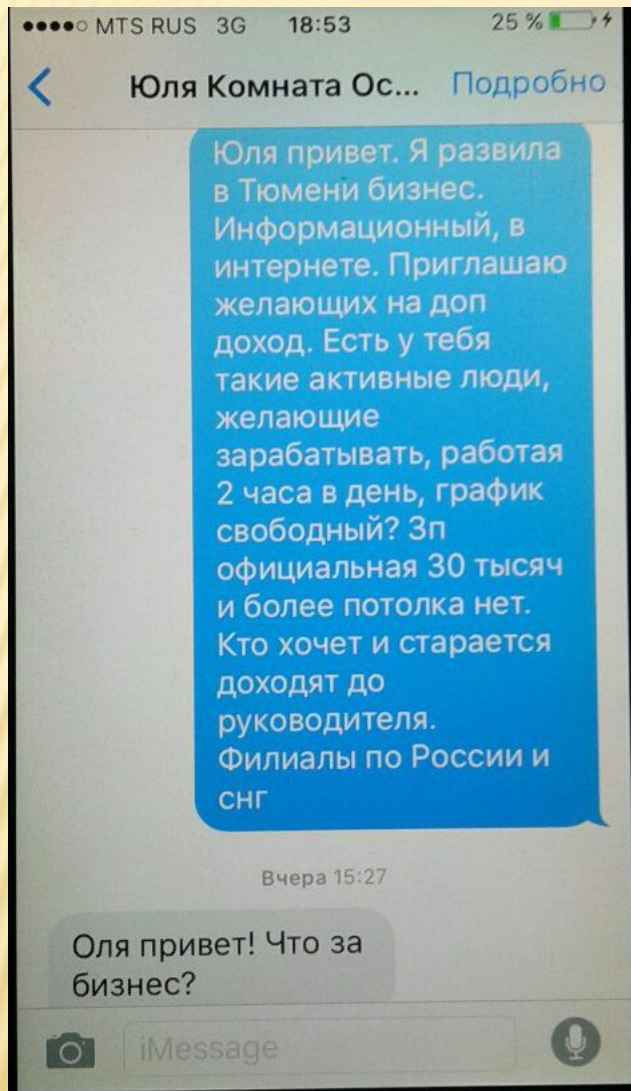 MTS RUS 3G 18:53 25 %
Юля Комната Ос... Подробно
Юля привет. Я развила
в Тюмени бизнес.
Информационный, в
интернете. Приглашаю
желающих на доп
доход. Есть у тебя
такие активные люди,
желающие
зарабатывать, работая
2 часа в день, график
свободный? Зп
официальная 30 тысяч
и более потолка нет.
Кто хочет и старается
доходят до
руководителя.
Филиалы по России и
снг
Вчера 15:27
Оля привет! Что за
бизнес?
iMessage